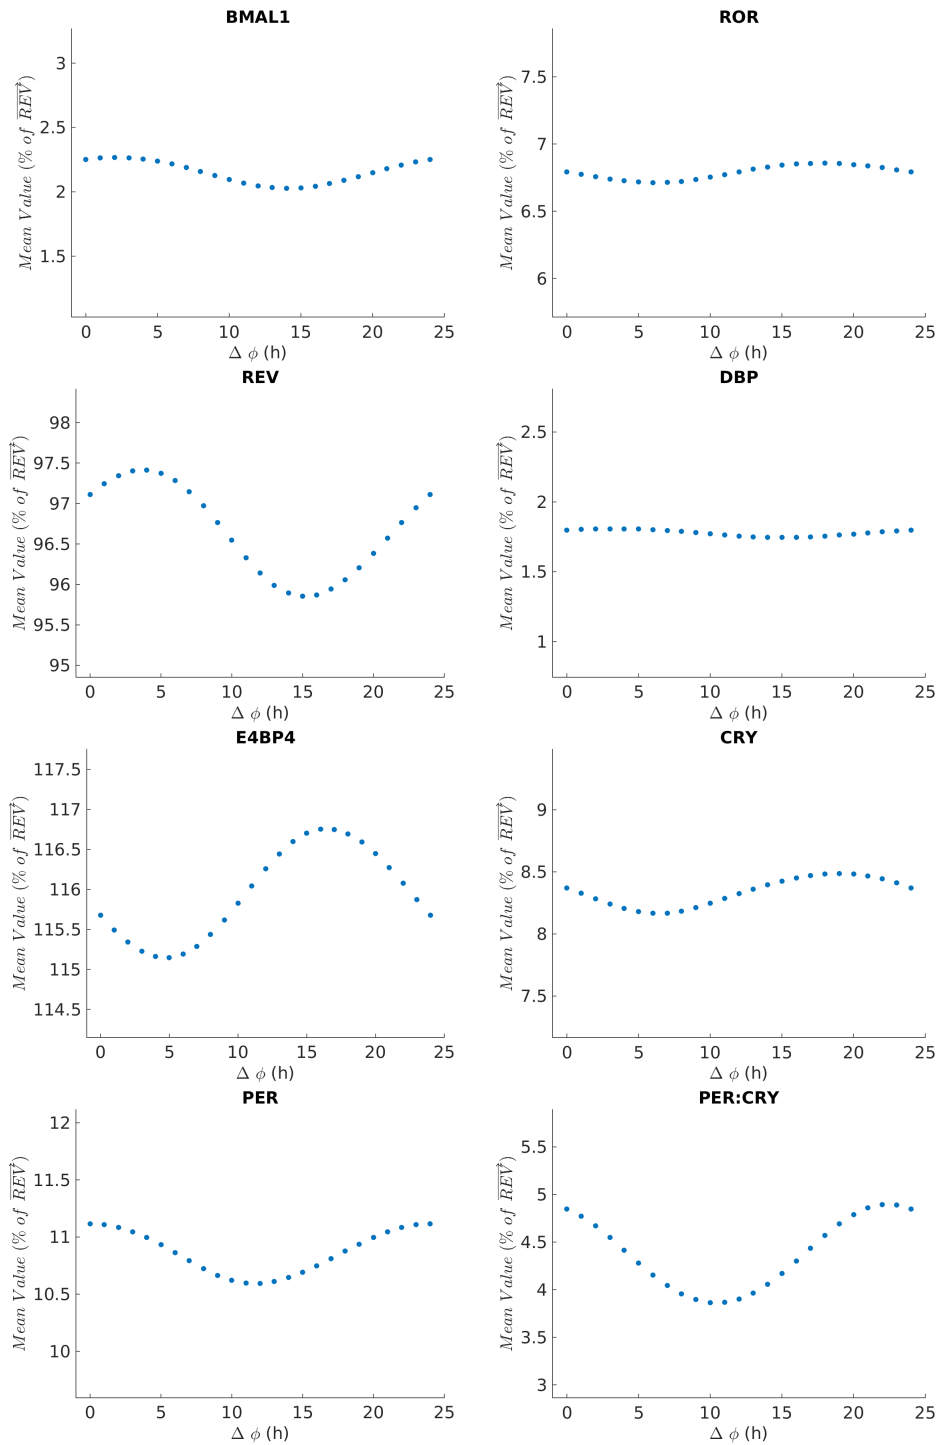 BMAL1
Mean Value (% of REV)
3
2.5
2
1.5
0 5 10 15 20 25
Δ ϕ (h)
ROR
Mean Value (% of REV)
7.5
7
6.5
6
0 5 10 15 20 25
Δ ϕ (h)
REV
Mean Value (% of REV)
98
97.5
97
96.5
96
95.5
95
0 5 10 15 20 25
Δ ϕ (h)
DBP
Mean Value (% of REV)
2.5
2
1.5
1
0 5 10 15 20 25
Δ ϕ (h)
E4BP4
Mean Value (% of REV)
117.5
117
116.5
116
115.5
115
114.5
0 5 10 15 20 25
Δ ϕ (h)
CRY
Mean Value (% of REV)
9
8.5
8
7.5
0 5 10 15 20 25
Δ ϕ (h)
PER
Mean Value (% of REV)
12
11.5
11
10.5
10
0 5 10 15 20 25
Δ ϕ (h)
PER:CRY
Mean Value (% of REV)
5.5
5
4.5
4
3.5
3
0 5 10 15 20 25
Δ ϕ (h)